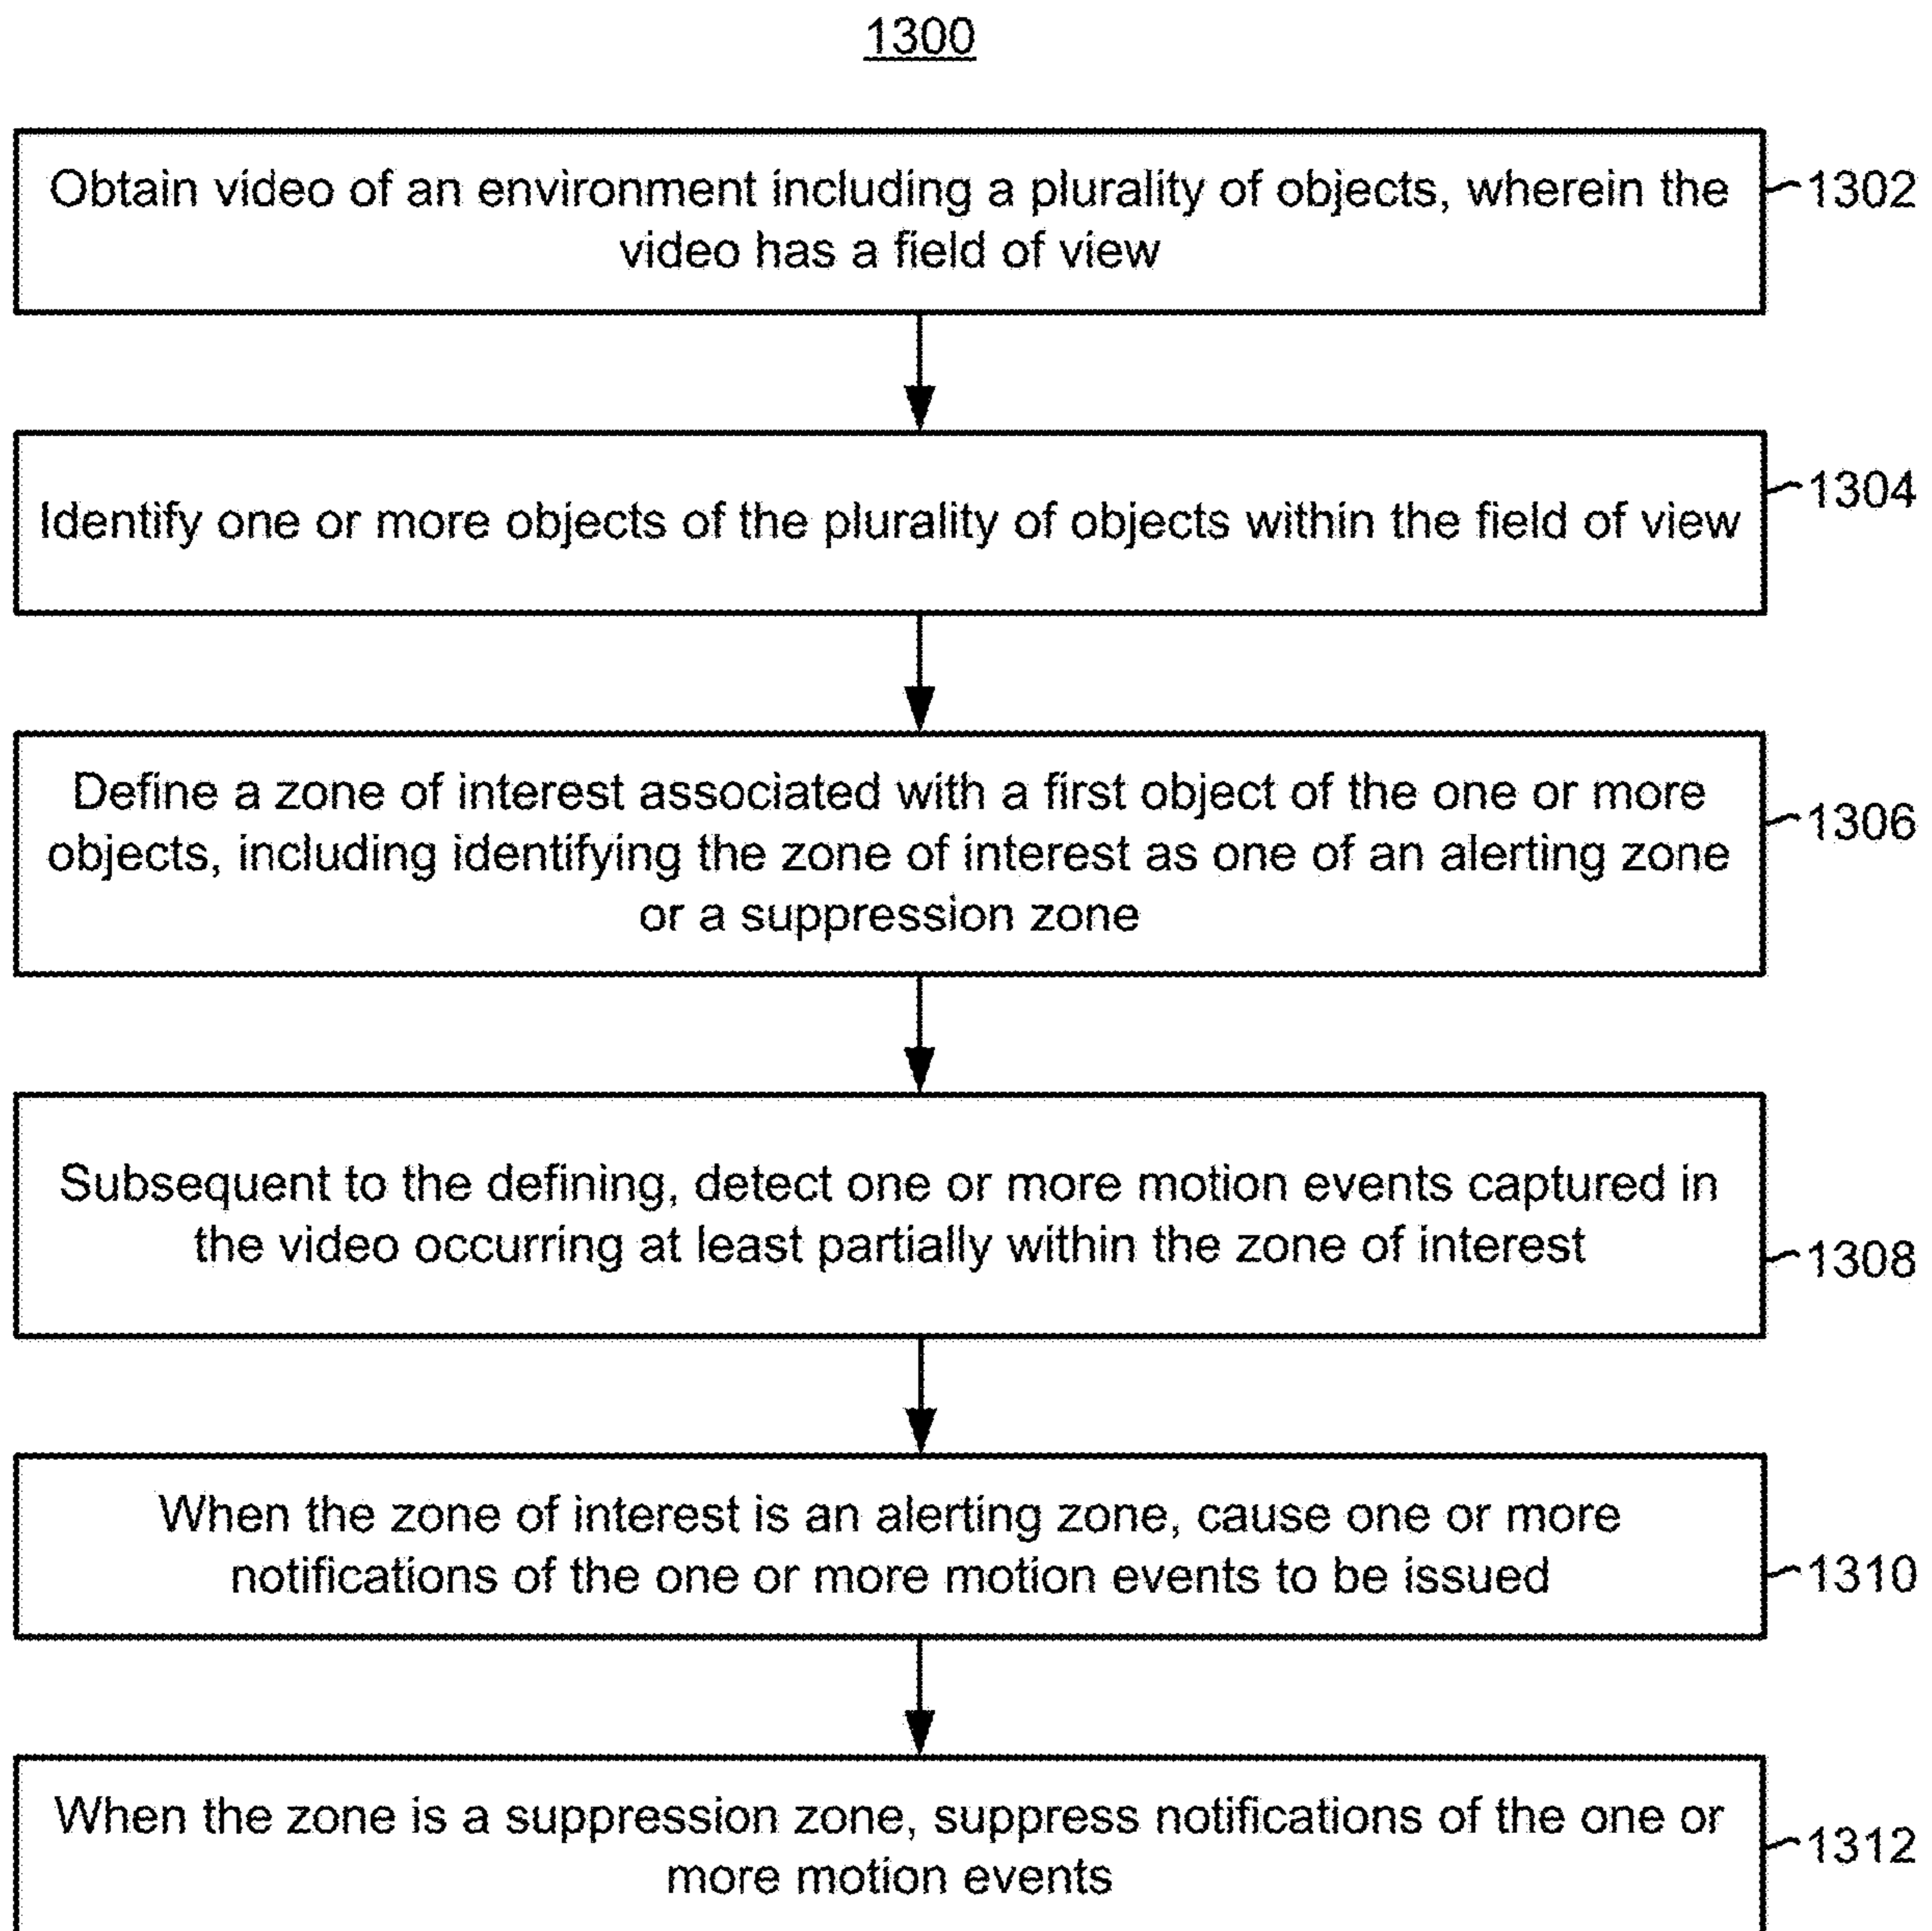 1300
Obtain video of an environment including a plurality of objects, wherein the
video has a field of view
1302
Identify one or more objects of the plurality of objects within the field of view
1304
Define a zone of interest associated with a first object of the one or more
objects, including identifying the zone of interest as one of an alerting zone
or a suppression zone
1306
Subsequent to the defining, detect one or more motion events captured in
the video occurring at least partially within the zone of interest
1308
When the zone of interest is an alerting zone, cause one or more
notifications of the one or more motion events to be issued
1310
When the zone is a suppression zone, suppress notifications of the one or
more motion events
1312